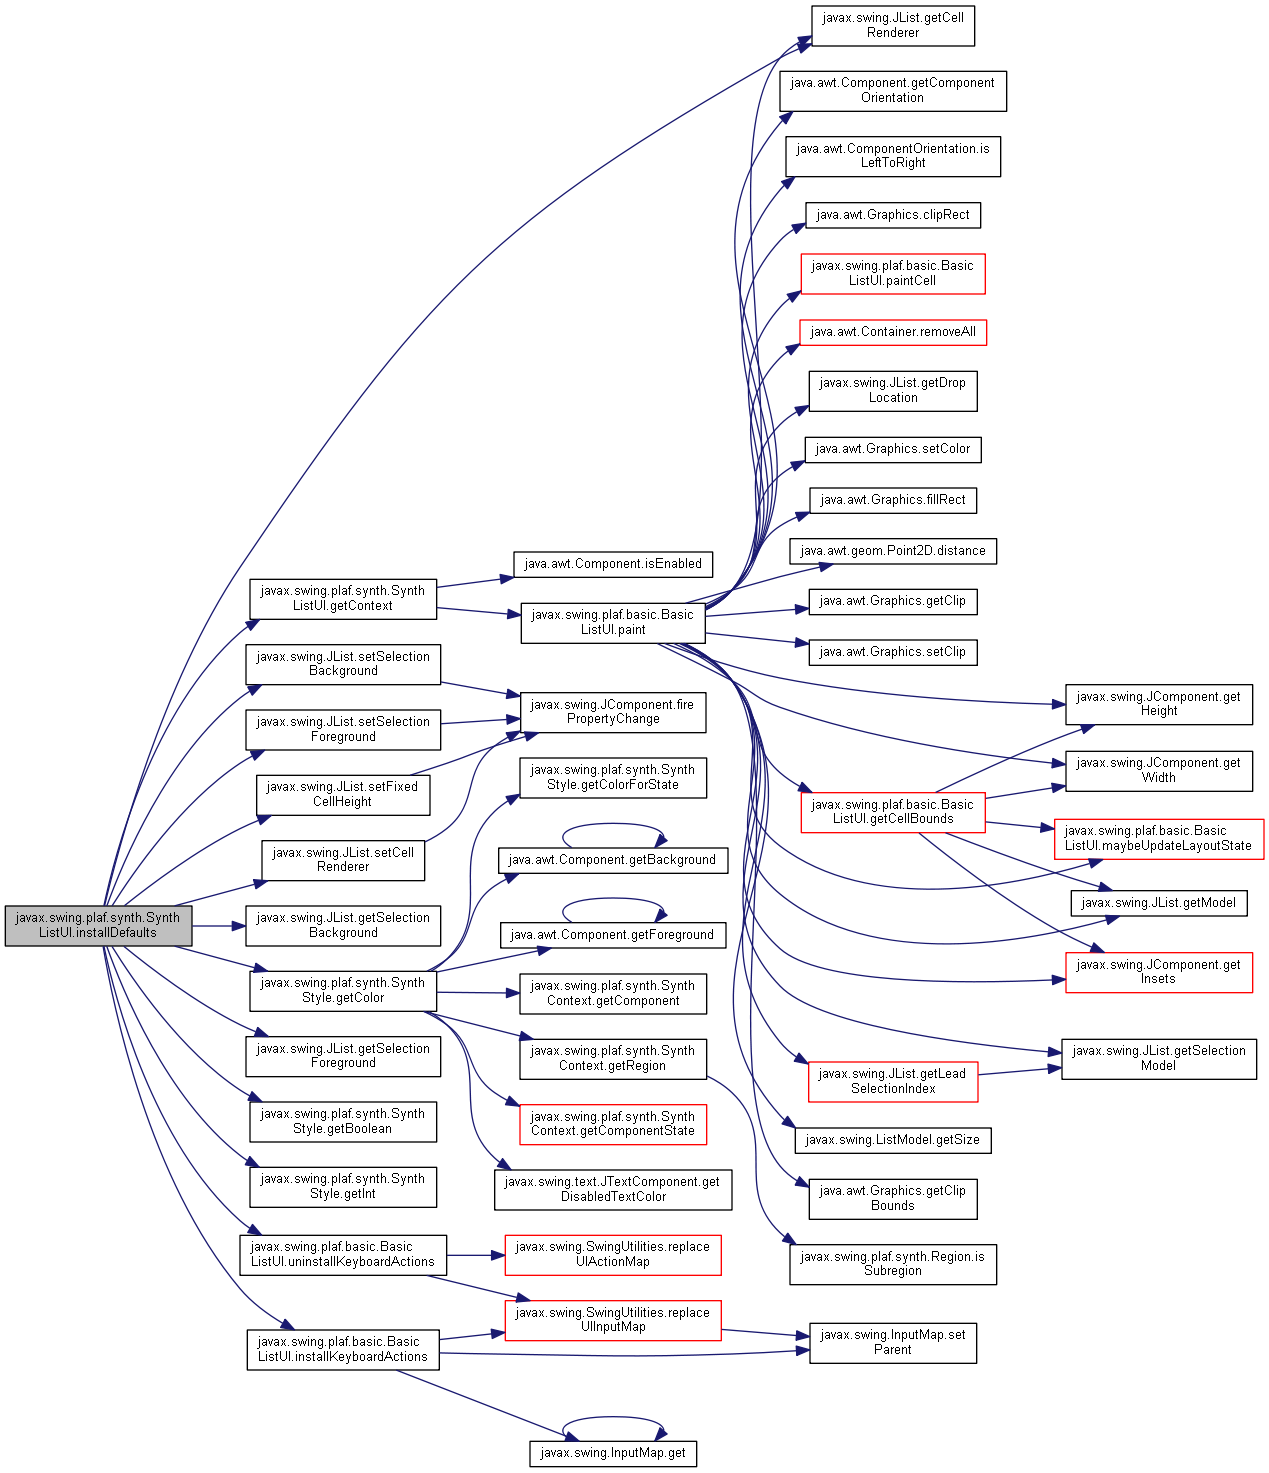 javax.swing.JList.getCell
Renderer
java.awt.Component.getComponent
Orientation
java.awt.ComponentOrientation.is
LeftToRight
java.awt.Graphics.clipRect
javax.swing.plaf.basic.Basic
ListUI.paintCell
java.awt.Container.removeAll
javax.swing.JList.getDrop
Location
java.awt.Graphics.setColor
java.awt.Graphics.fillRect
java.awt.geom.Point2D.distance
java.awt.Component.isEnabled
javax.swing.plaf.synth.Synth
ListUI.getContext
java.awt.Graphics.getClip
javax.swing.plaf.basic.Basic
ListUI.paint
java.awt.Graphics.setClip
javax.swing.JList.setSelection
Background
javax.swing.JComponent.get
Height
javax.swing.JComponent.fire
PropertyChange
javax.swing.JList.setSelection
Foreground
javax.swing.JComponent.get
Width
javax.swing.plaf.synth.Synth
Style.getColorForState
javax.swing.JList.setFixed
CellHeight
javax.swing.plaf.basic.Basic
ListUI.getCellBounds
javax.swing.plaf.basic.Basic
ListUI.maybeUpdateLayoutState
javax.swing.JList.setCell
Renderer
java.awt.Component.getBackground
javax.swing.JList.getModel
javax.swing.plaf.synth.Synth
ListUI.installDefaults
javax.swing.JList.getSelection
Background
java.awt.Component.getForeground
javax.swing.JComponent.get
Insets
javax.swing.plaf.synth.Synth
Style.getColor
javax.swing.plaf.synth.Synth
Context.getComponent
javax.swing.JList.getSelection
Foreground
javax.swing.plaf.synth.Synth
Context.getRegion
javax.swing.JList.getSelection
Model
javax.swing.JList.getLead
SelectionIndex
javax.swing.plaf.synth.Synth
Style.getBoolean
javax.swing.plaf.synth.Synth
Context.getComponentState
javax.swing.ListModel.getSize
javax.swing.plaf.synth.Synth
Style.getInt
javax.swing.text.JTextComponent.get
DisabledTextColor
java.awt.Graphics.getClip
Bounds
javax.swing.plaf.basic.Basic
ListUI.uninstallKeyboardActions
javax.swing.SwingUtilities.replace
UIActionMap
javax.swing.plaf.synth.Region.is
Subregion
javax.swing.SwingUtilities.replace
UIInputMap
javax.swing.plaf.basic.Basic
ListUI.installKeyboardActions
javax.swing.InputMap.set
Parent
javax.swing.InputMap.get